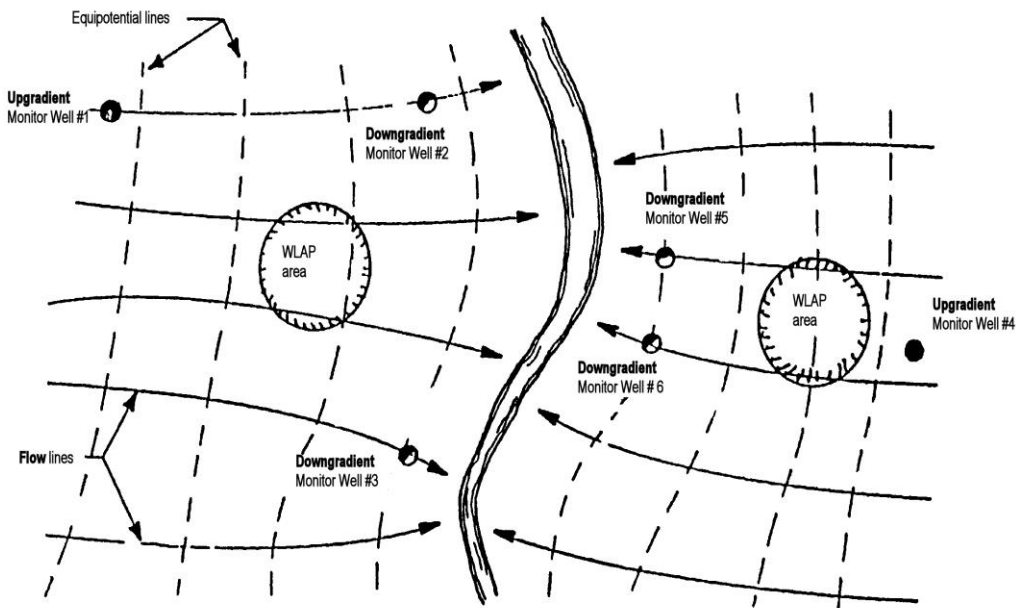 Equipotential lines
Upgradient
Monitor Well #1
Downgradient
Monitor Well #2
Downgradient
Monitor Well #5
WLAP
area
WLAP
area
Upgradient
Monitor Well #4
Downgradient
Monitor Well # 6
Flow lines
Downgradient
Monitor Well #3